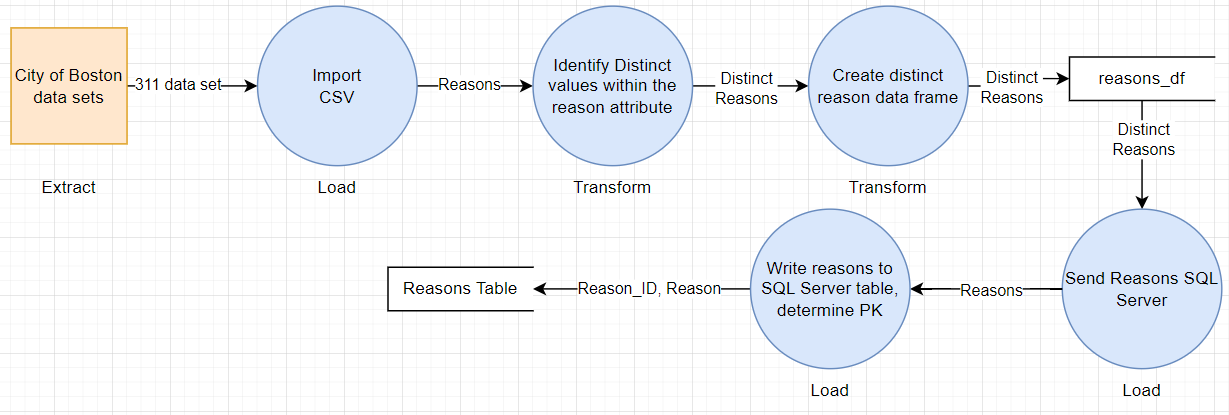 City of Boston
data sets
311 data set
Import
CSV
Reasons
Identify Distinct
values within the
reason attribute
Distinct
Reasons
Create distinct
reason data frame
Distinct
Reasons
reasons_df
Extract
Load
Transform
Transform
Distinct
Reasons
Send Reasons SQL
Server
Reasons
Write reasons to
SQL Server table,
determine PK
Reason_ID, Reason
Reasons Table
Load
Load